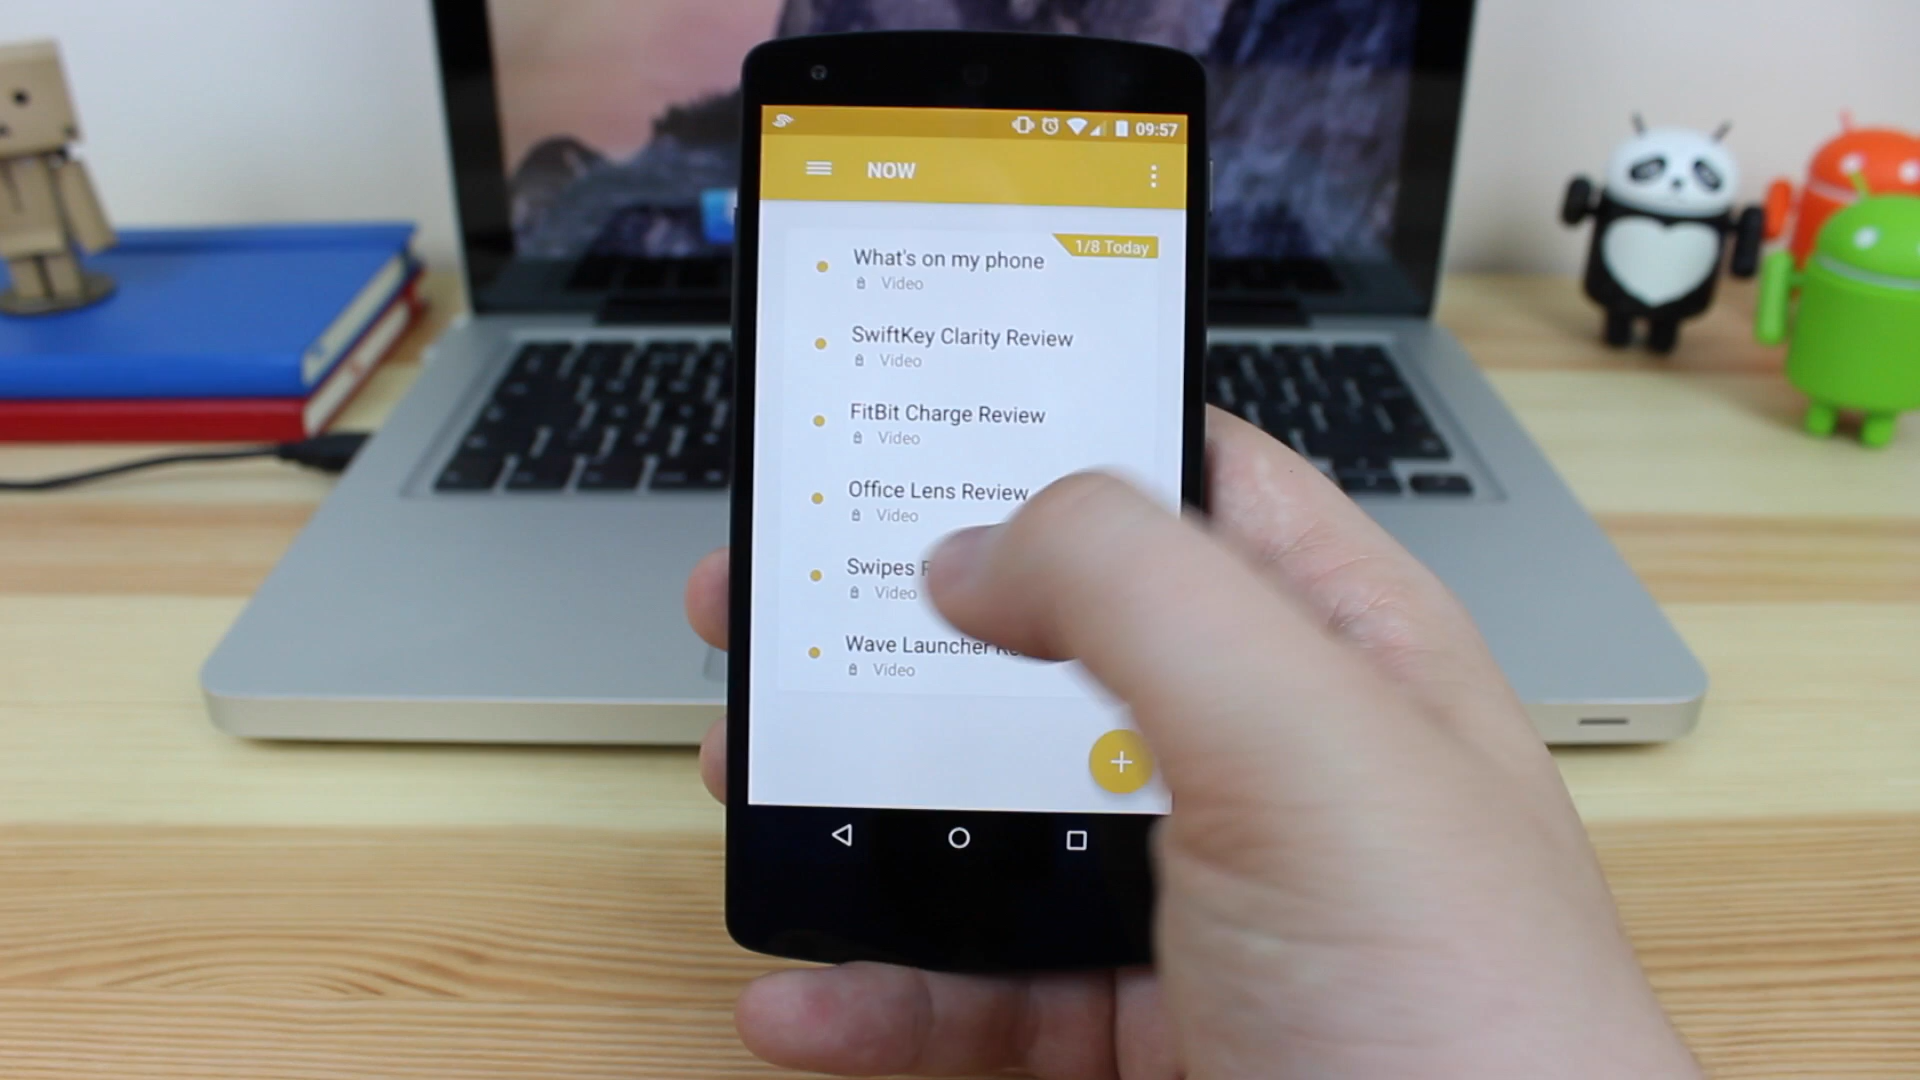 09:57
NOW
1/8 Today
What's on my phone
Video
SwiftKey Clarity Review
Video
FitBit Charge Review
Video
Office Lens Review
Video
Swipes
Video
Wave Launcher
Video